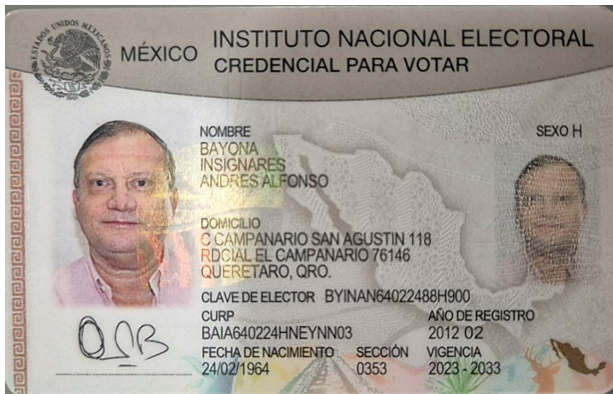 ESTADOS UNIDOS MEXICANOS
MÉXICO INSTITUTO NACIONAL ELECTORAL
CREDENCIAL PARA VOTAR
NOMBRE SEXO H
BAYONA
INSIGNARES
ANDRES ALFONSO
DOMICILIO
C CAMPANARIO SAN AGUSTIN 118
RDCIAL EL CAMPANARIO 76146
QUERETARO, QRO.
CLAVE DE ELECTOR BYINAN64022488H900
CURP AÑO DE REGISTRO
BAIA640224HNEYNN03 2012 02
FECHA DE NACIMIENTO SECCIÓN VIGENCIA
24/02/1964 0353 2023 - 2033